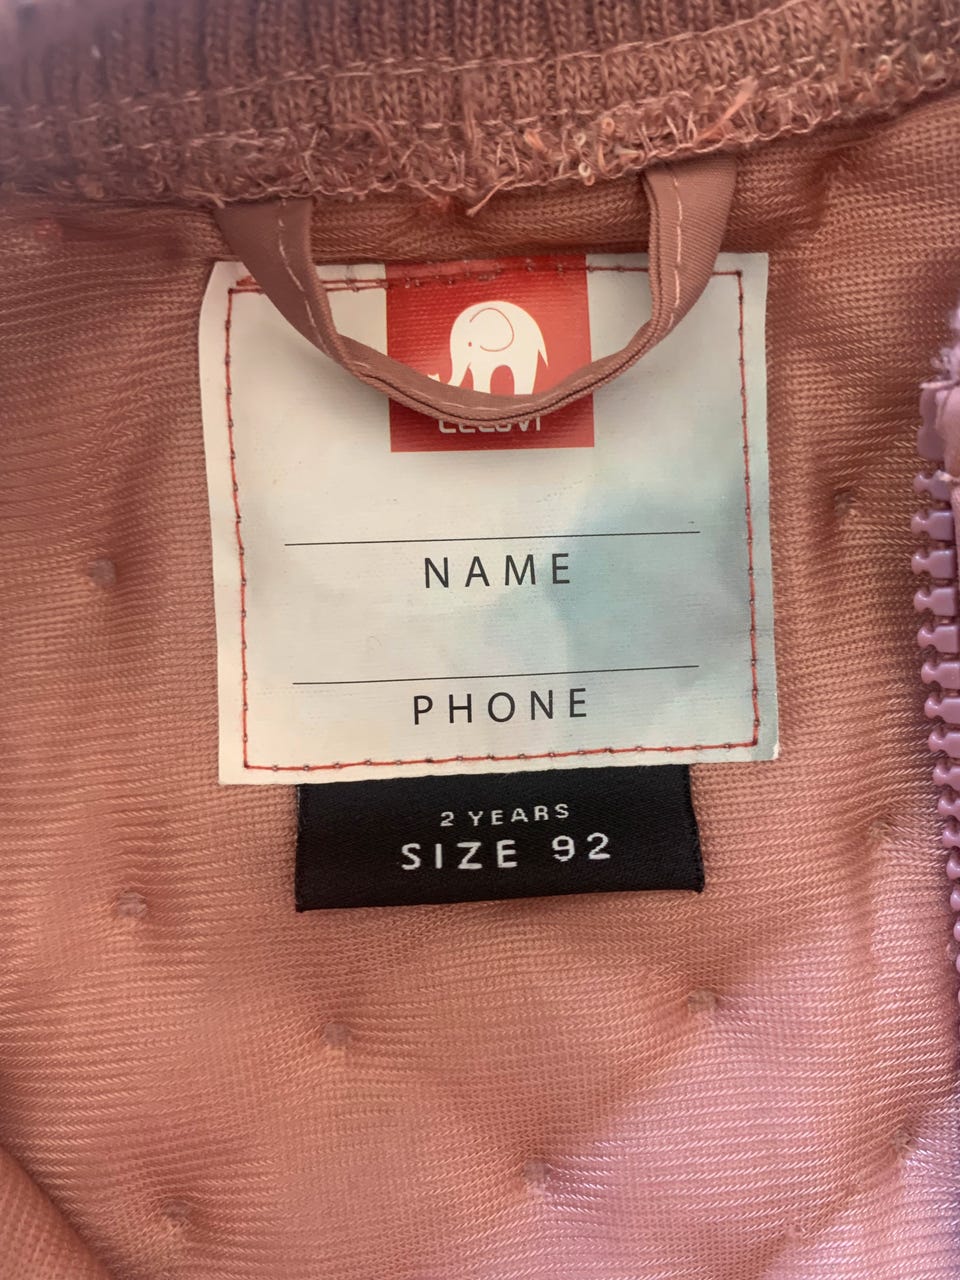 NAME
PHONE
2 YEARS
SIZE 92